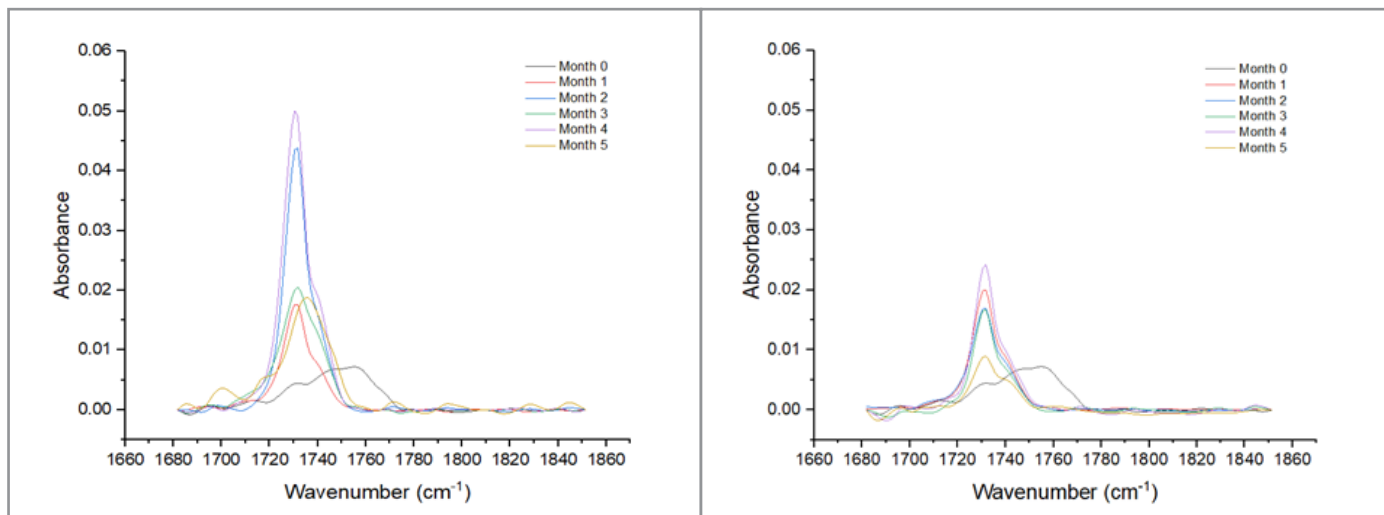 0.06
0.05
0.04
0.03
0.02
0.01
0.00
Absorbance
Month 0
Month 1
Month 2
Month 3
Month 4
Month 5
1660 1680 1700 1720 1740 1760 1780 1800 1820 1840 1860
Wavenumber (cm⁻¹)
0.06
0.05
0.04
0.03
0.02
0.01
0.00
Absorbance
Month 0
Month 1
Month 2
Month 3
Month 4
Month 5
1660 1680 1700 1720 1740 1760 1780 1800 1820 1840 1860
Wavenumber (cm⁻¹)